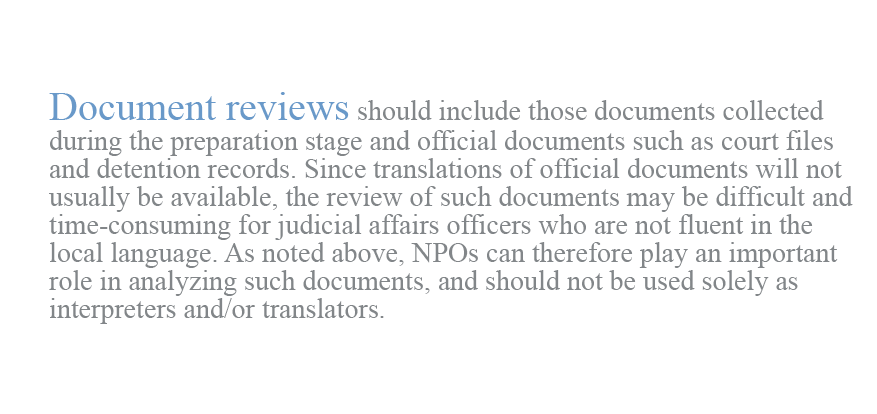 Document reviews should include those documents collected
during the preparation stage and official documents such as court files
and detention records. Since translations of official documents will not
usually be available, the review of such documents may be difficult and
time-consuming for judicial affairs officers who are not fluent in the
local language. As noted above, NPOs can therefore play an important
role in analyzing such documents, and should not be used solely as
interpreters and/or translators.